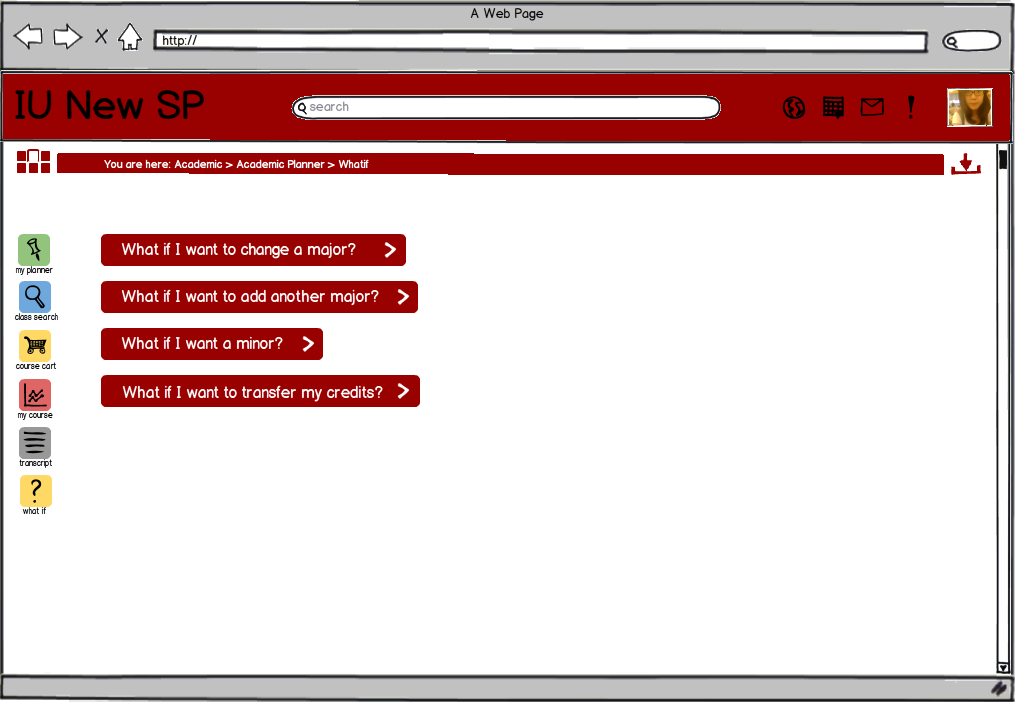 A Web Page
http://
IU New SP
search
You are here: Academic > Academic Planner > Whatif
my planner
class search
course cart
my course
transcript
what if
What if I want to change a major?
What if I want to add another major?
What if I want a minor?
What if I want to transfer my credits?